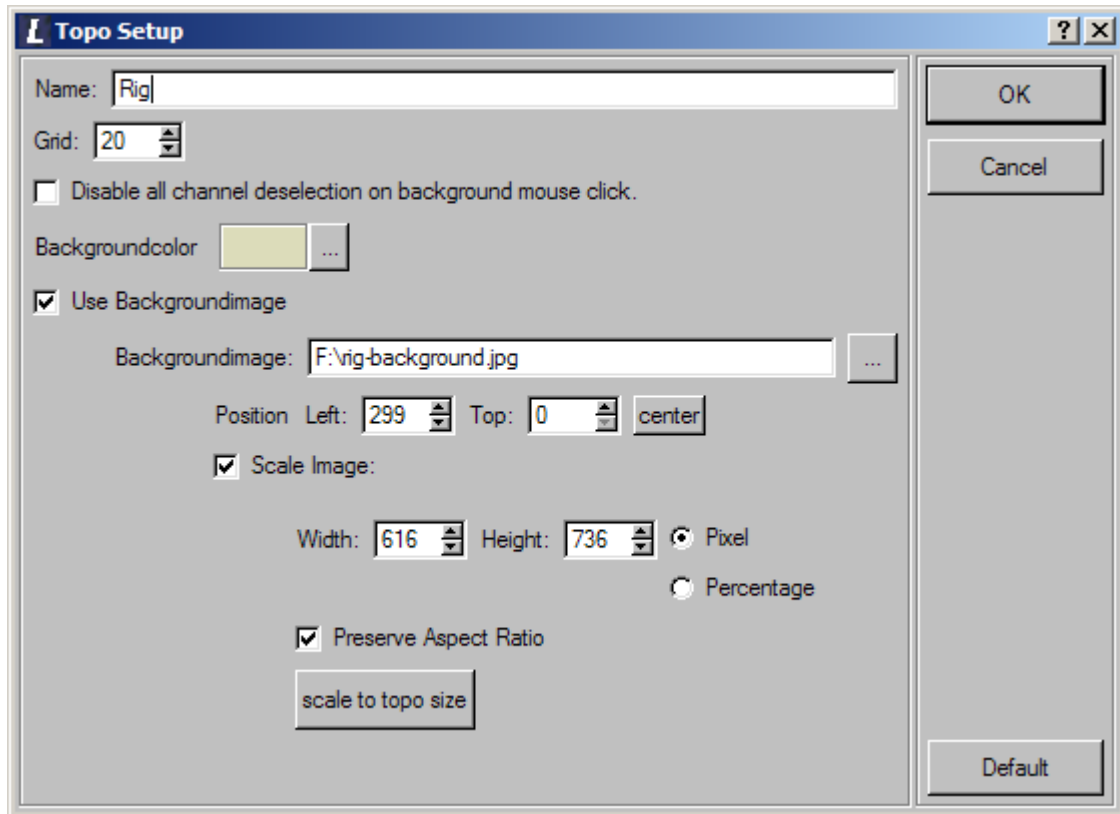 L Topo Setup ?
Name: Rig
OK
Grid: 20
Cancel
Disable all channel deselection on background mouse click.
Backgroundcolor ...
Use Backgroundimage
Backgroundimage: F:\rig-background.jpg ...
Position Left: 299 Top: 0 center
Scale Image:
Width: 616 Height: 736 Pixel
Percentage
Preserve Aspect Ratio
scale to topo size
Default